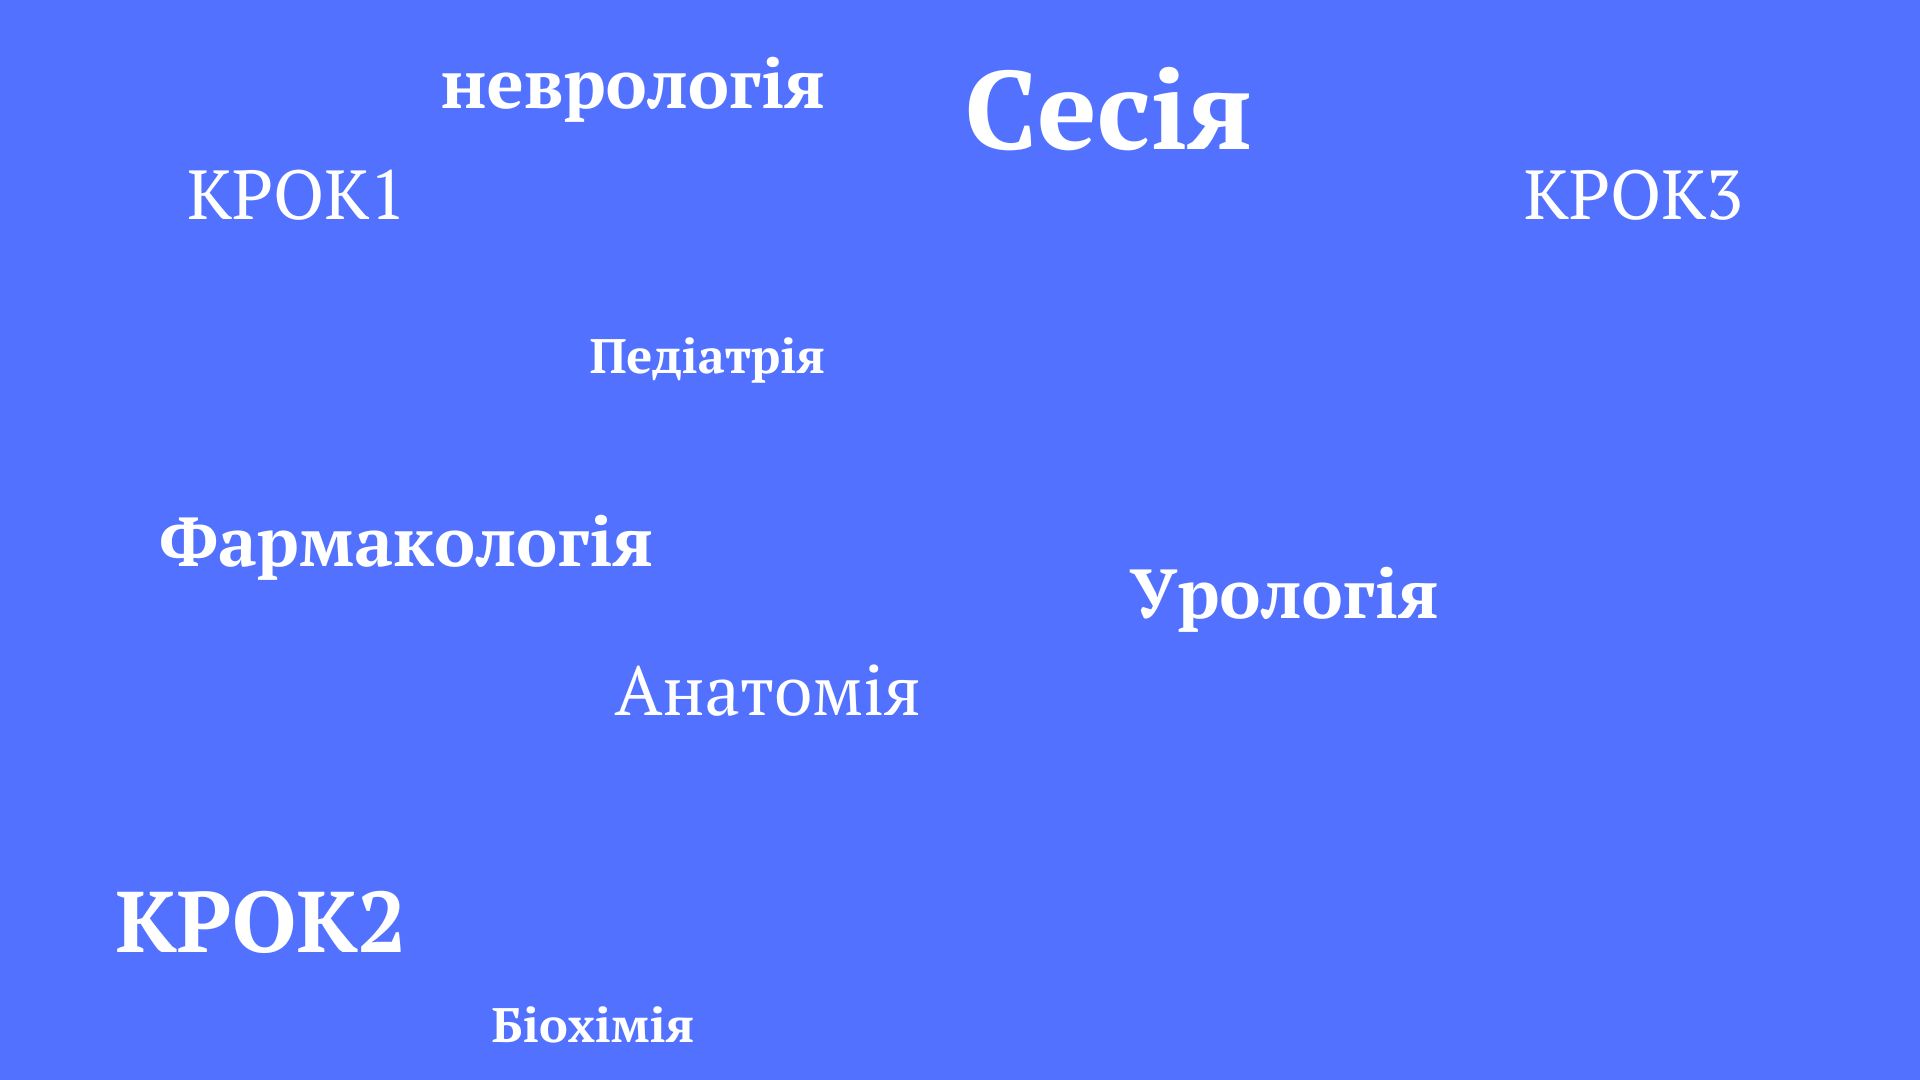 неврологія
Сесія
КРОК1
КРОК3
Педіатрія
Фармакологія
Урологія
Анатомія
КРОК2
Біохімія